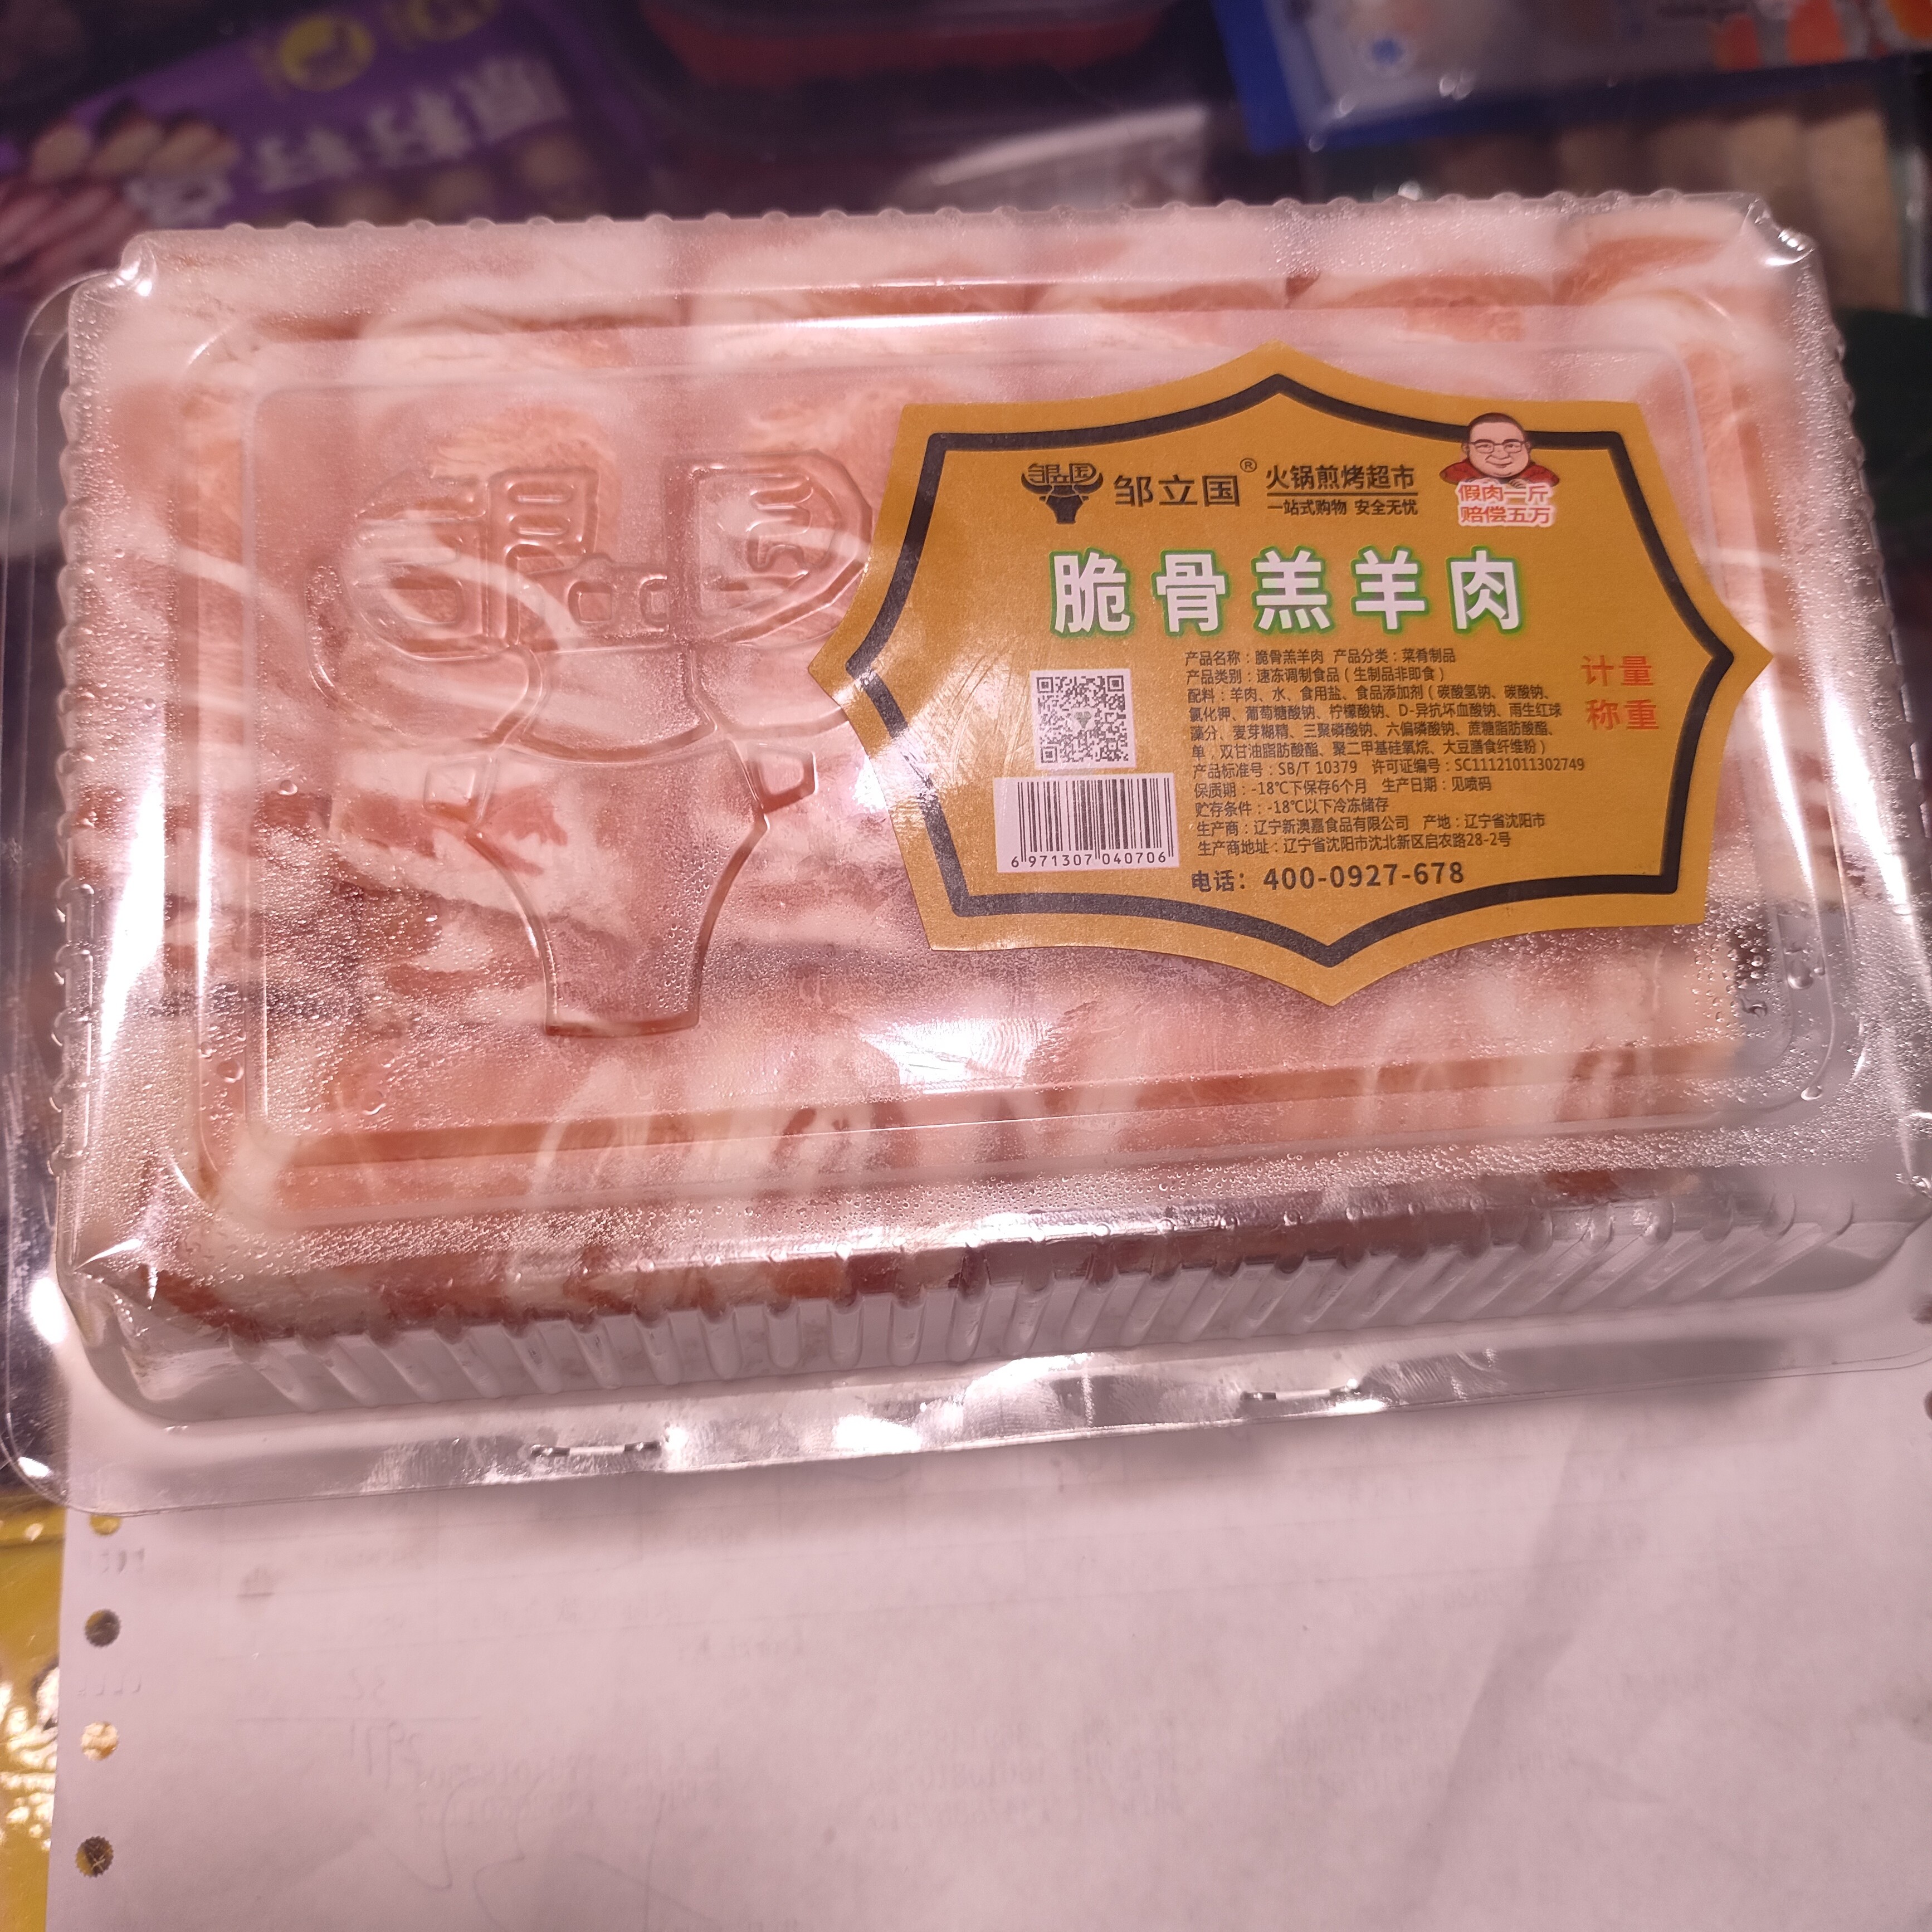 邹立国
邹立国® 火锅煎烤超市
一站式购物 安全无忧
假肉一斤
赔偿五万
脆骨羔羊肉
产品名称：脆骨羔羊肉 产品分类：菜肴制品
产品类别：速冻调制食品（生制品非即食）
配料：羊肉、水、食用盐、食品添加剂（碳酸氢钠、碳酸钠、
氯化钾、葡萄糖酸钠、柠檬酸钠、D-异抗坏血酸钠、雨生红球
藻分、麦芽糊精、三聚磷酸钠、六偏磷酸钠、蔗糖脂肪酸酯、
单，双甘油脂肪酸酯、聚二甲基硅氧烷、大豆膳食纤维粉）
产品标准号：SB/T 10379 许可证编号：SC11121011302749
保质期：-18℃下保存6个月 生产日期：见喷码
贮存条件：-18℃以下冷冻储存
生产商：辽宁新澳嘉食品有限公司 产地：辽宁省沈阳市
生产商地址：辽宁省沈阳市沈北新区启农路28-2号
电话：400-0927-678
计量
称重
6 971307 040706